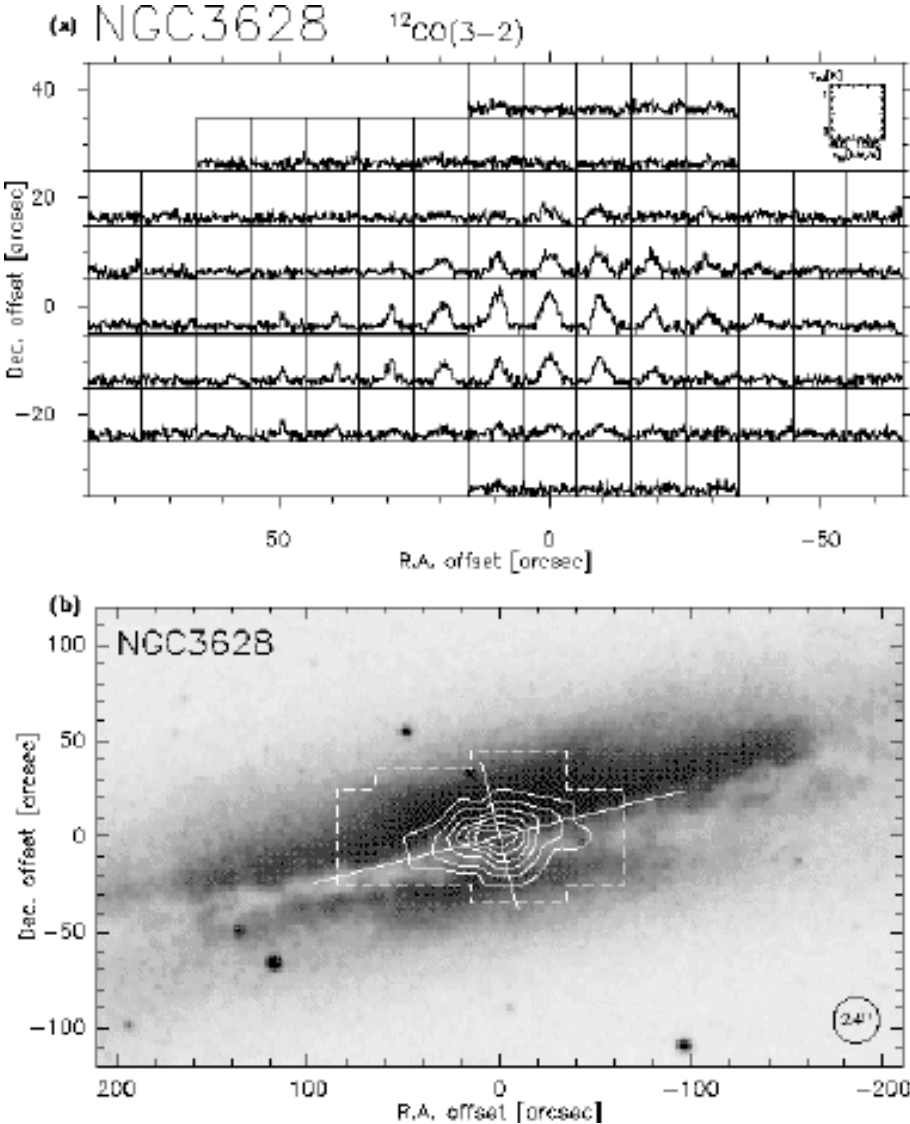 (a) NGC3628 ¹²CO(3−2)
40
20
0
−20
Dec. offset [arcsec]
50 0 −50
R.A. offset [arcsec]
(b)
NGC3628
100
50
0
−50
−100
Dec. offset [arcsec]
24"
200 100 0 −100 −200
R.A. offset [arcsec]